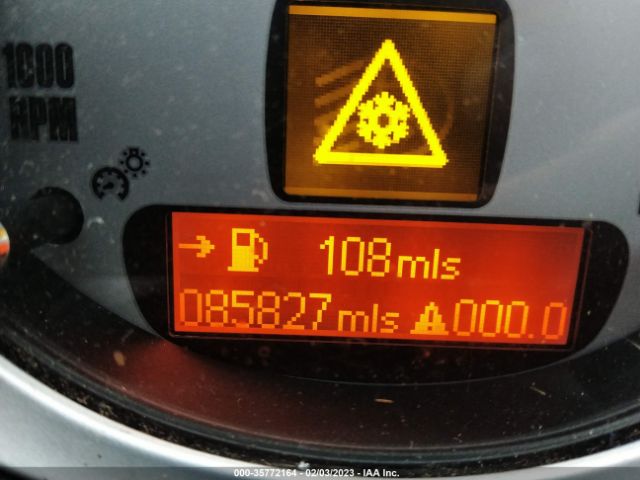 1000
RPM
108 mls
085827 mls 000.0
000-35772164 - 02/03/2023 - IAA Inc.